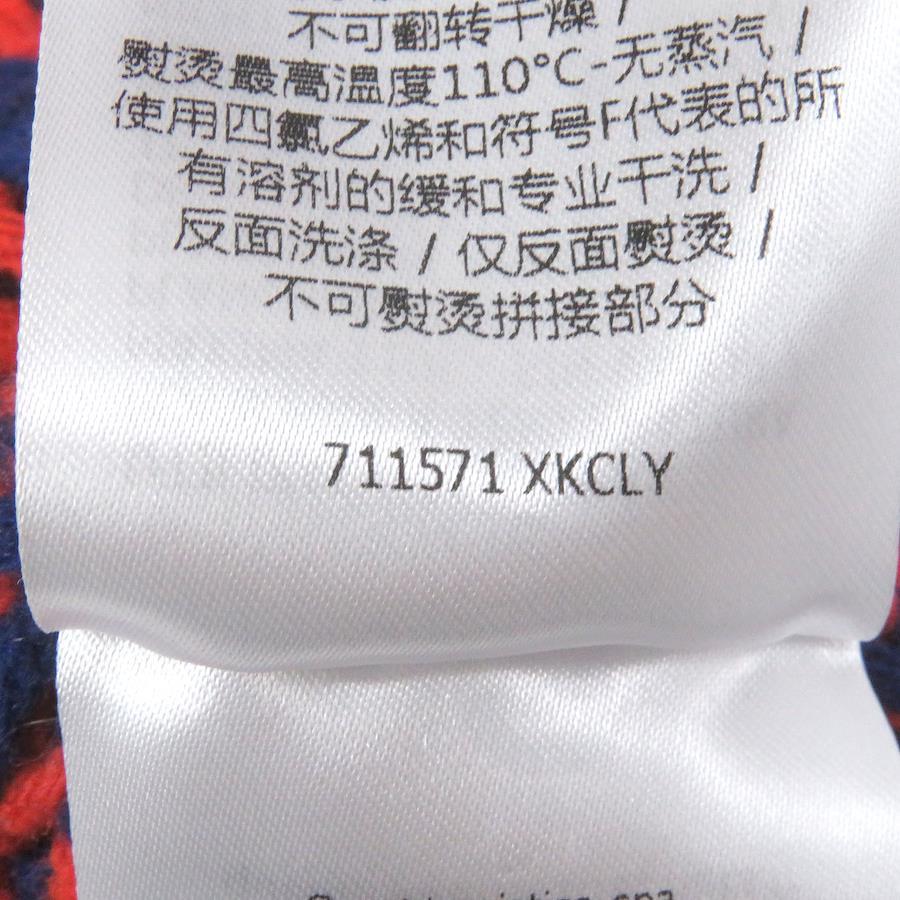 不可翻转干燥 /
熨烫最高温度110°C-无蒸汽 /
使用四氯乙烯和符号F代表的所
有溶剂的缓和专业干洗 /
反面洗涤 / 仅反面熨烫 /
不可熨烫拼接部分
711571 XKCLY
spa